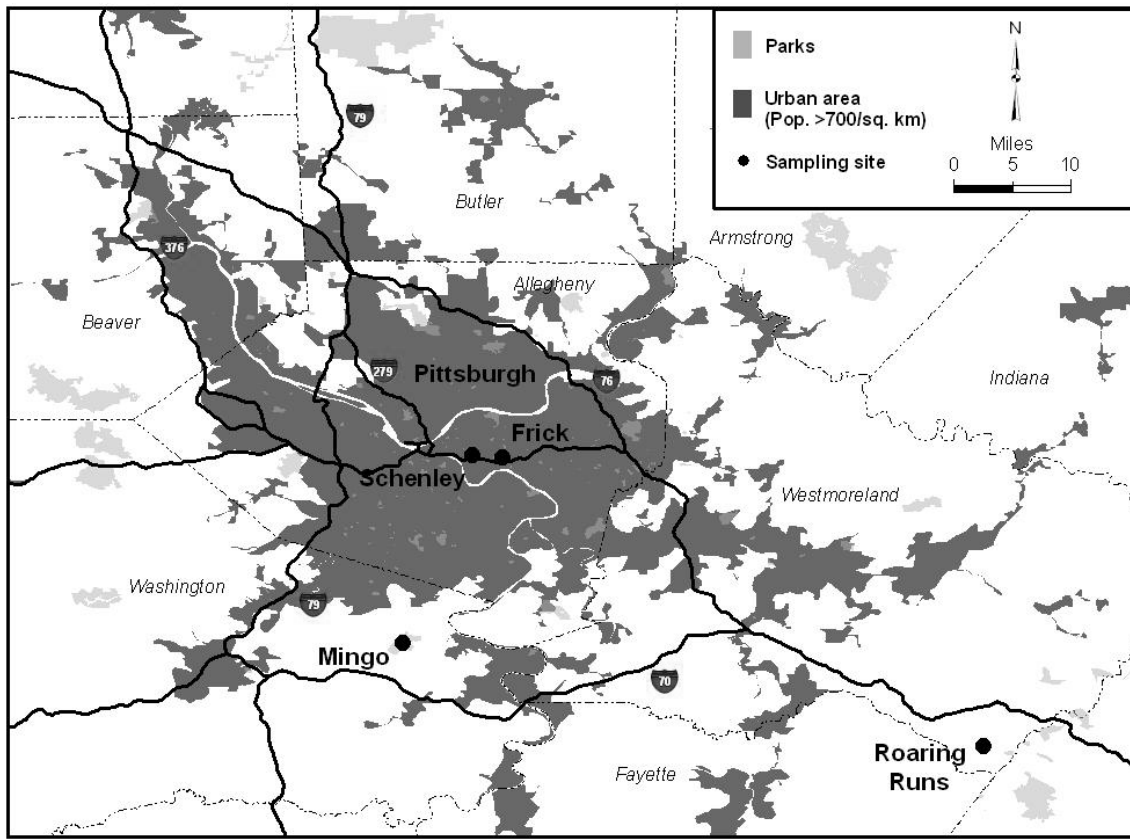 Parks
Urban area
(Pop. >700/sq. km)
Sampling site
N
Miles
0 5 10
79
Butler
Armstrong
376
Allegheny
Beaver
279
Pittsburgh
76
Indiana
Frick
Schenley
Westmoreland
Washington
79
Mingo
70
Roaring
Runs
Fayette